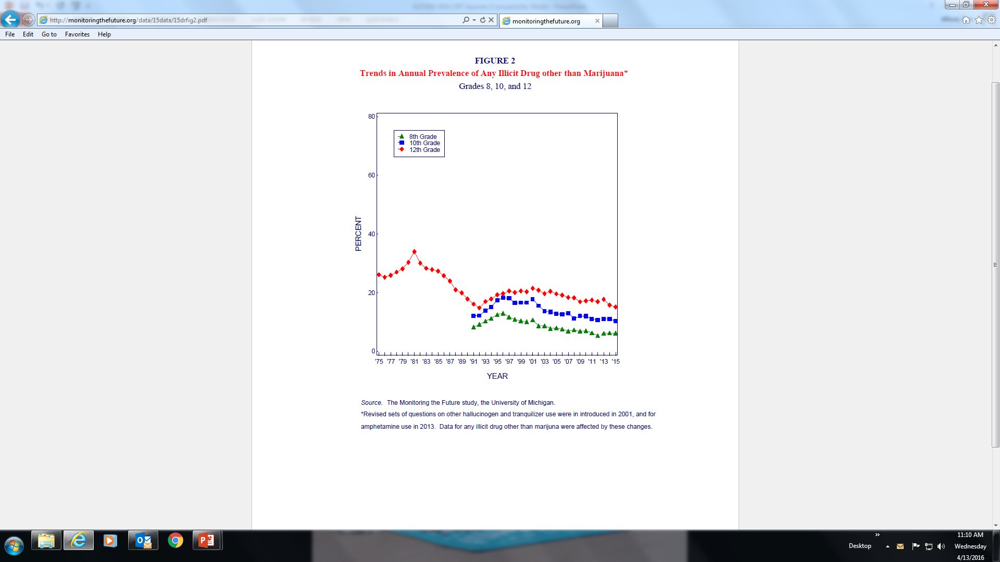 http://monitoringthefuture.org/data/15data/15drfig2.pdf
monitoringthefuture.org
File Edit Go to Favorites Help
FIGURE 2
Trends in Annual Prevalence of Any Illicit Drug other than Marijuana*
Grades 8, 10, and 12
80
8th Grade
10th Grade
12th Grade
60
40
PERCENT
20
0
'75 '77 '79 '81 '83 '85 '87 '89 '91 '93 '95 '97 '99 '01 '03 '05 '07 '09 '11 '13 '15
YEAR
Source. The Monitoring the Future study, the University of Michigan.
*Revised sets of questions on other hallucinogen and tranquilizer use were in introduced in 2001, and for
amphetamine use in 2013. Data for any illicit drug other than marijuna were affected by these changes.
11:10 AM
Desktop
Wednesday
4/13/2016